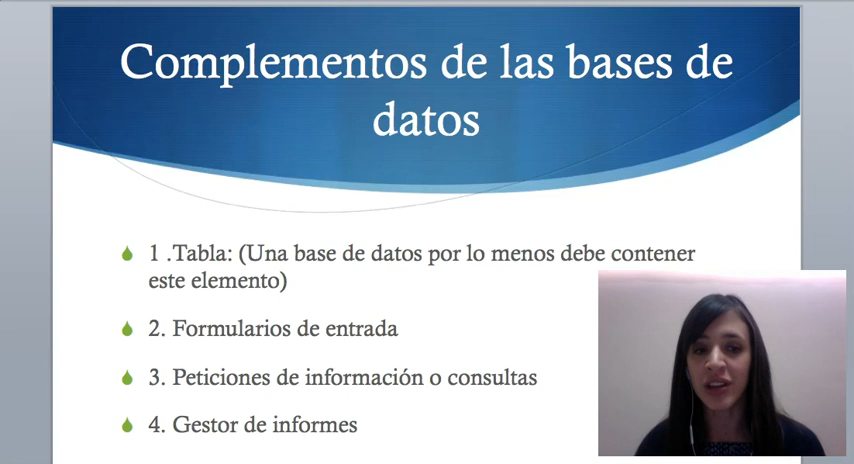 Complementos de las bases de
datos
1 .Tabla: (Una base de datos por lo menos debe contener
este elemento)
2. Formularios de entrada
3. Peticiones de información o consultas
4. Gestor de informes